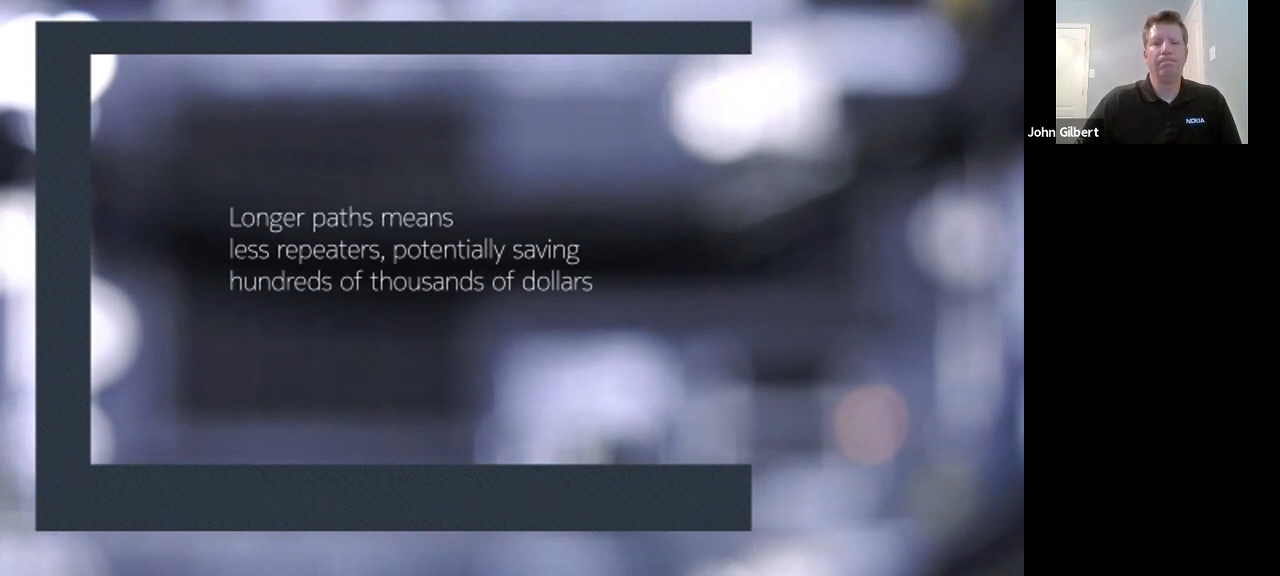 Longer paths means
less repeaters, potentially saving
hundreds of thousands of dollars
John Gilbert
NOKIA